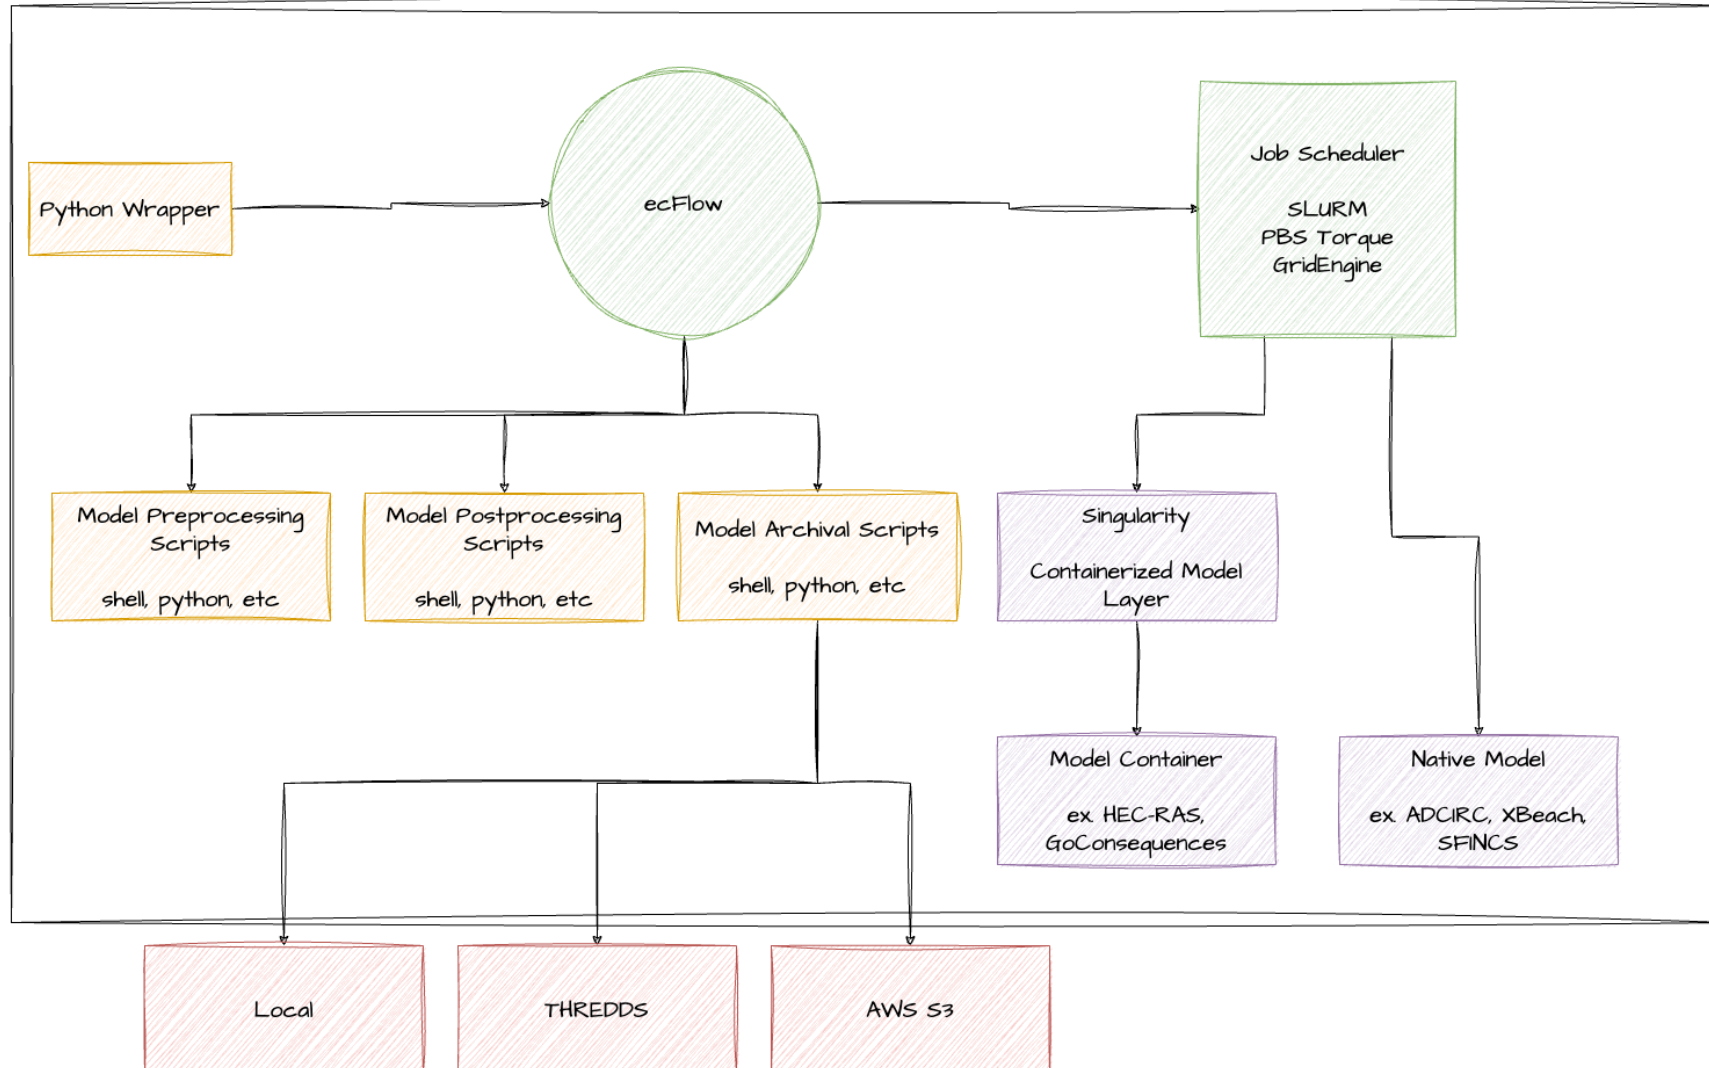 Python Wrapper
ecFlow
Job Scheduler
SLURM
PBS Torque
GridEngine
Model Preprocessing
Scripts
shell, python, etc
Model Postprocessing
Scripts
shell, python, etc
Model Archival Scripts
shell, python, etc
Singularity
Containerized Model
Layer
Model Container
ex. HEC-RAS,
GoConsequences
Native Model
ex. ADCIRC, XBeach,
SFINCS
Local
THREDDS
AWS S3